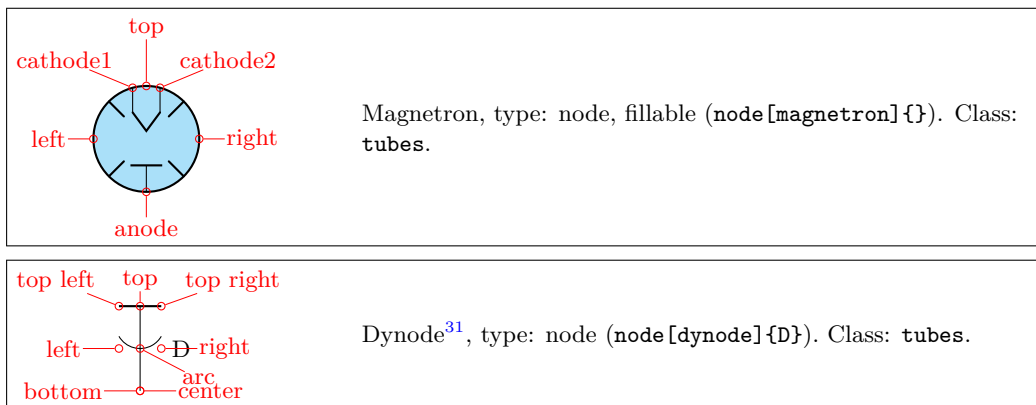 top
cathode1 cathode2
left right
anode
Magnetron, type: node, fillable (node[magnetron]{}). Class:
tubes.
top left top top right
left D right
arc
bottom center
Dynode31, type: node (node[dynode]{D}). Class: tubes.